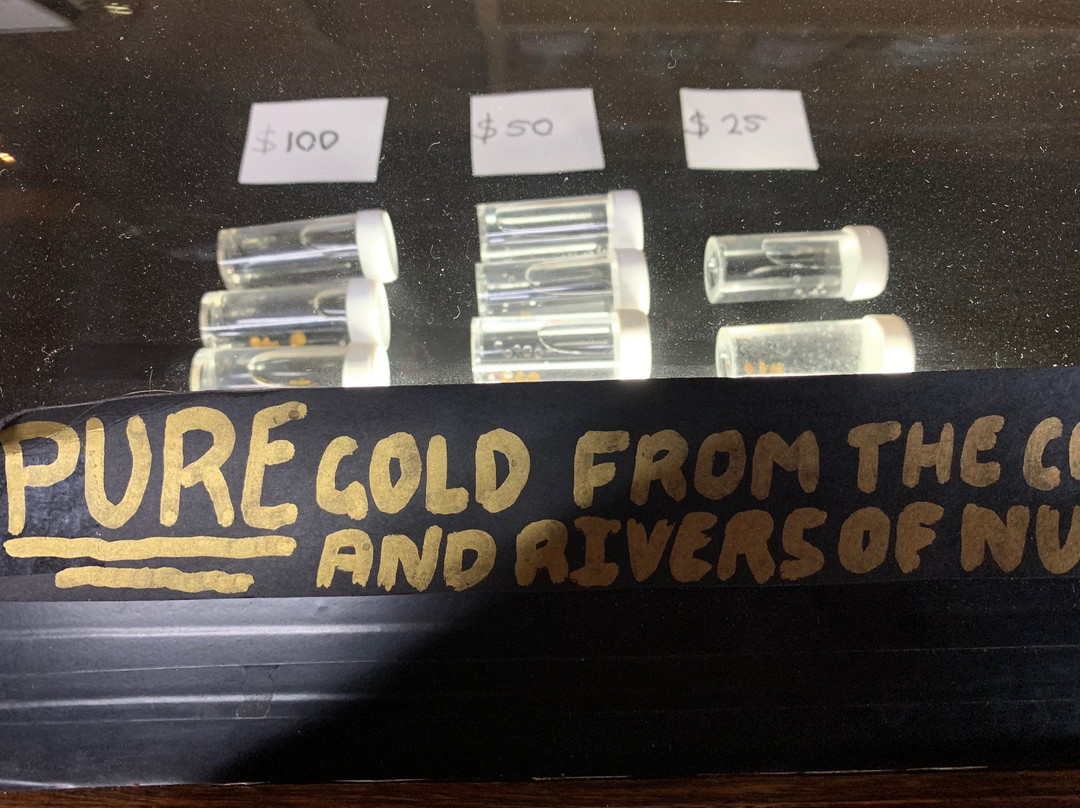 $100
$50
$25
PURE GOLD FROM THE
AND RIVERS OF